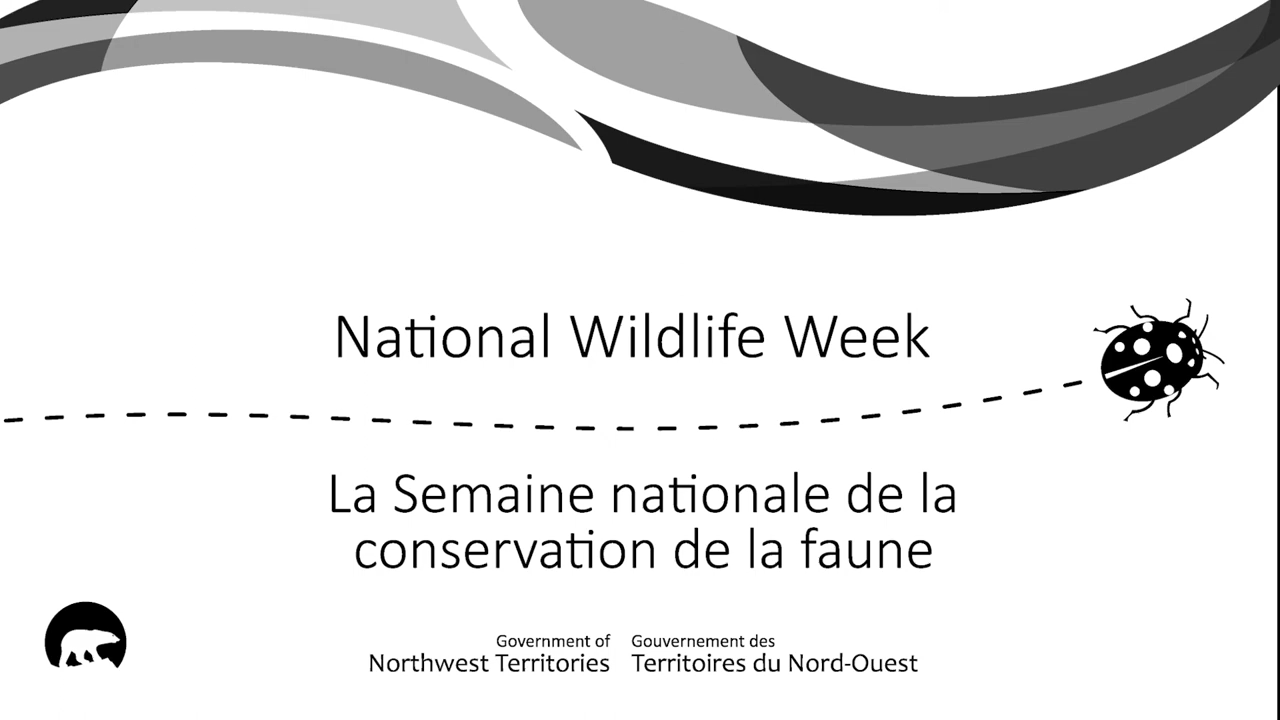 National Wildlife Week
La Semaine nationale de la
conservation de la faune
Government of
Northwest Territories
Gouvernement des
Territoires du Nord-Ouest